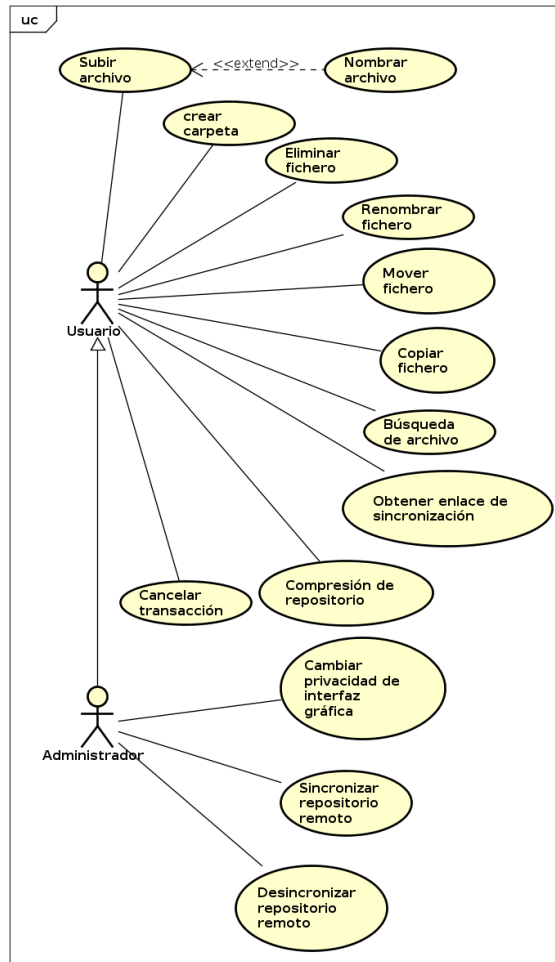 uc
Subir
archivo
<<extend>>
Nombrar
archivo
crear
carpeta
Eliminar
fichero
Renombrar
fichero
Mover
fichero
Usuario
Copiar
fichero
Búsqueda
de archivo
Obtener enlace de
sincronización
Cancelar
transacción
Compresión de
repositorio
Cambiar
privacidad de
interfaz
gráfica
Administrador
Sincronizar
repositorio
remoto
Desincronizar
repositorio
remoto